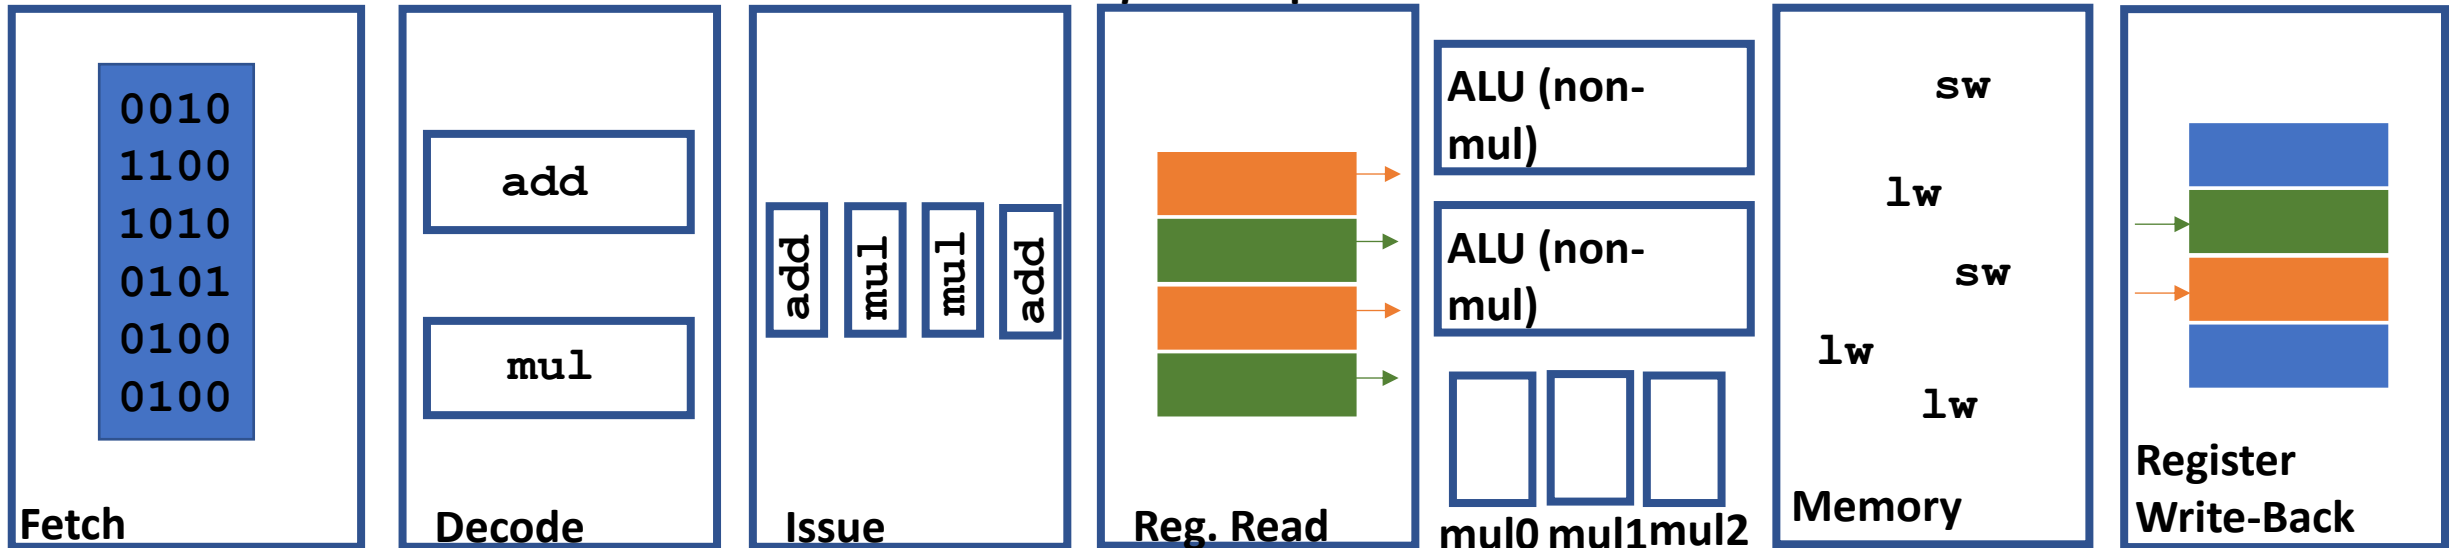 0010
1100
1010
0101
0100
0100
Fetch
add
mul
Decode
add
mul
mul
add
Issue
Reg. Read
ALU (non-
mul)
ALU (non-
mul)
mul0 mul1 mul2
sw
lw
sw
lw
lw
Memory
Register
Write-Back